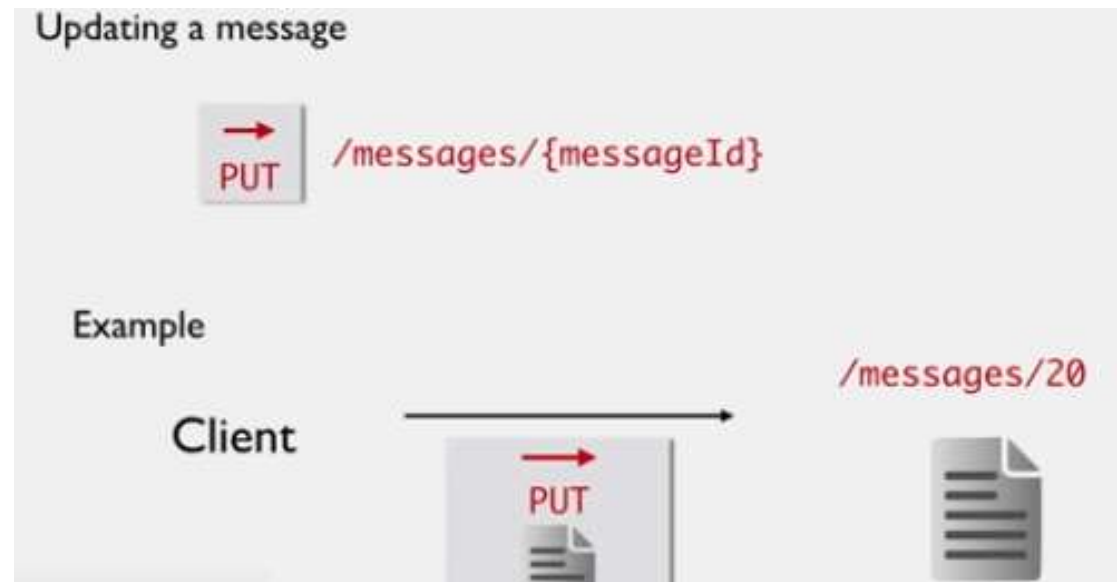 Updating a message
PUT /messages/{messageId}
Example
/messages/20
Client
PUT